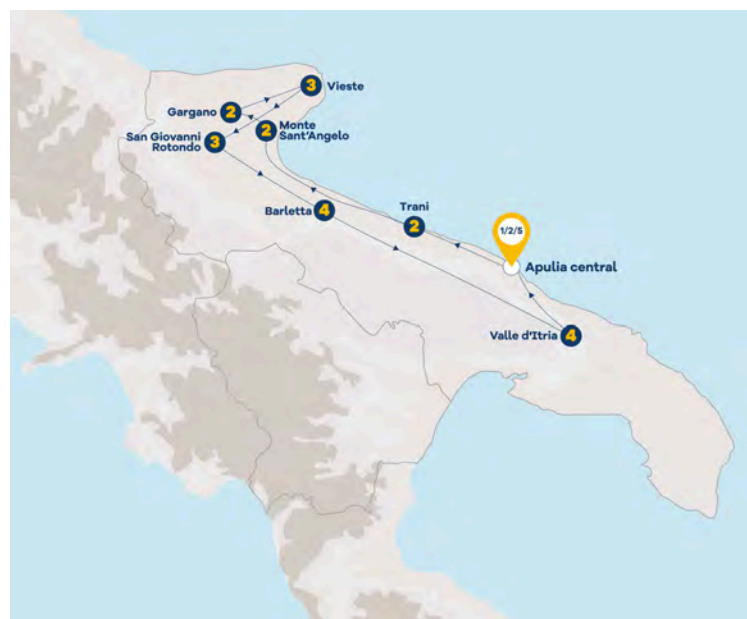 3
Vieste
Gargano
2
2
Monte
Sant'Angelo
San Giovanni
Rotondo
3
Barletta
4
Trani
2
1/2/5
Apulia central
Valle d'Itria
4